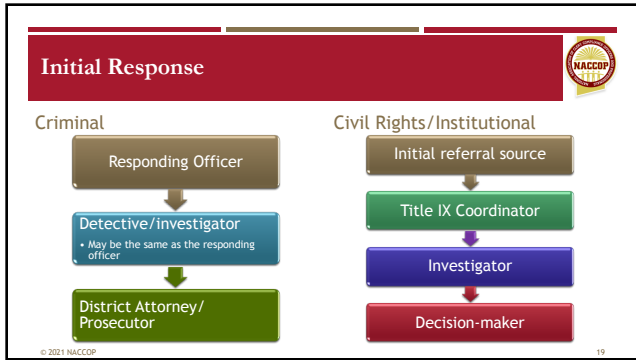 Initial Response
NACCOP
Criminal
Responding Officer
Detective/investigator
• May be the same as the responding
officer
District Attorney/
Prosecutor
Civil Rights/Institutional
Initial referral source
Title IX Coordinator
Investigator
Decision-maker
© 2021 NACCOP
19